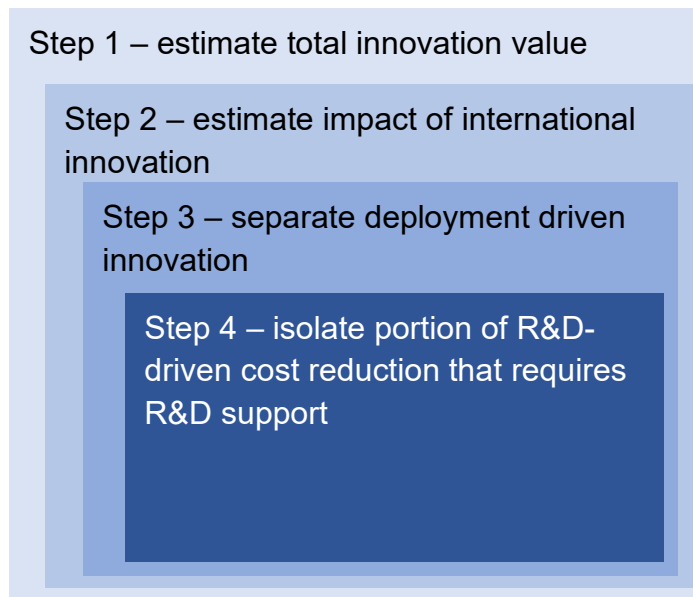 Step 1 – estimate total innovation value
Step 2 – estimate impact of international
innovation
Step 3 – separate deployment driven
innovation
Step 4 – isolate portion of R&D-
driven cost reduction that requires
R&D support